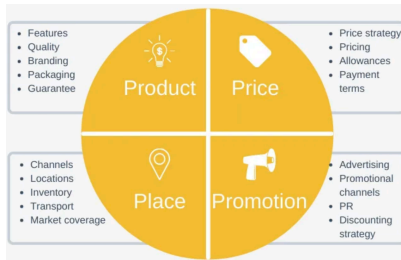 Features
Quality
Branding
Packaging
Guarantee
Product
Price
Price strategy
Pricing
Allowances
Payment
terms
Channels
Locations
Inventory
Transport
Market coverage
Place
Promotion
Advertising
Promotional
channels
PR
Discounting
strategy